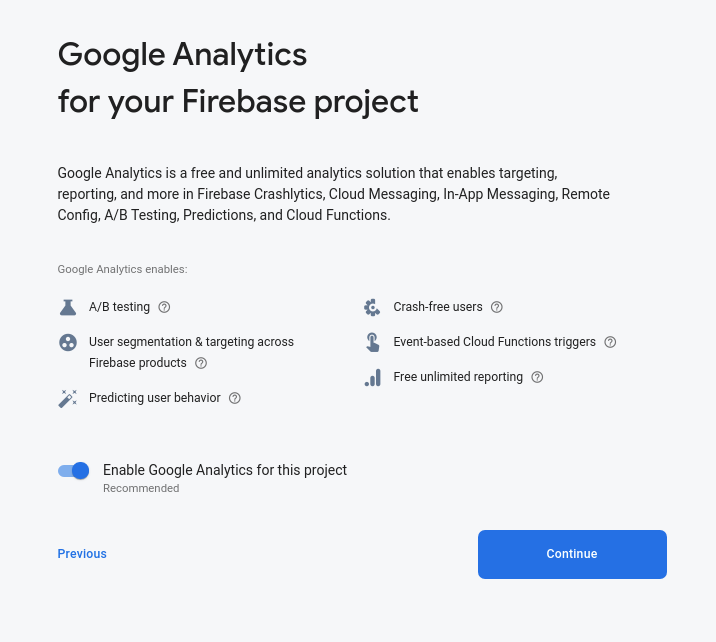 Google Analytics
for your Firebase project
Google Analytics is a free and unlimited analytics solution that enables targeting,
reporting, and more in Firebase Crashlytics, Cloud Messaging, In-App Messaging, Remote
Config, A/B Testing, Predictions, and Cloud Functions.
Google Analytics enables:
A/B testing
User segmentation & targeting across
Firebase products
Predicting user behavior
Crash-free users
Event-based Cloud Functions triggers
Free unlimited reporting
Enable Google Analytics for this project
Recommended
Previous
Continue